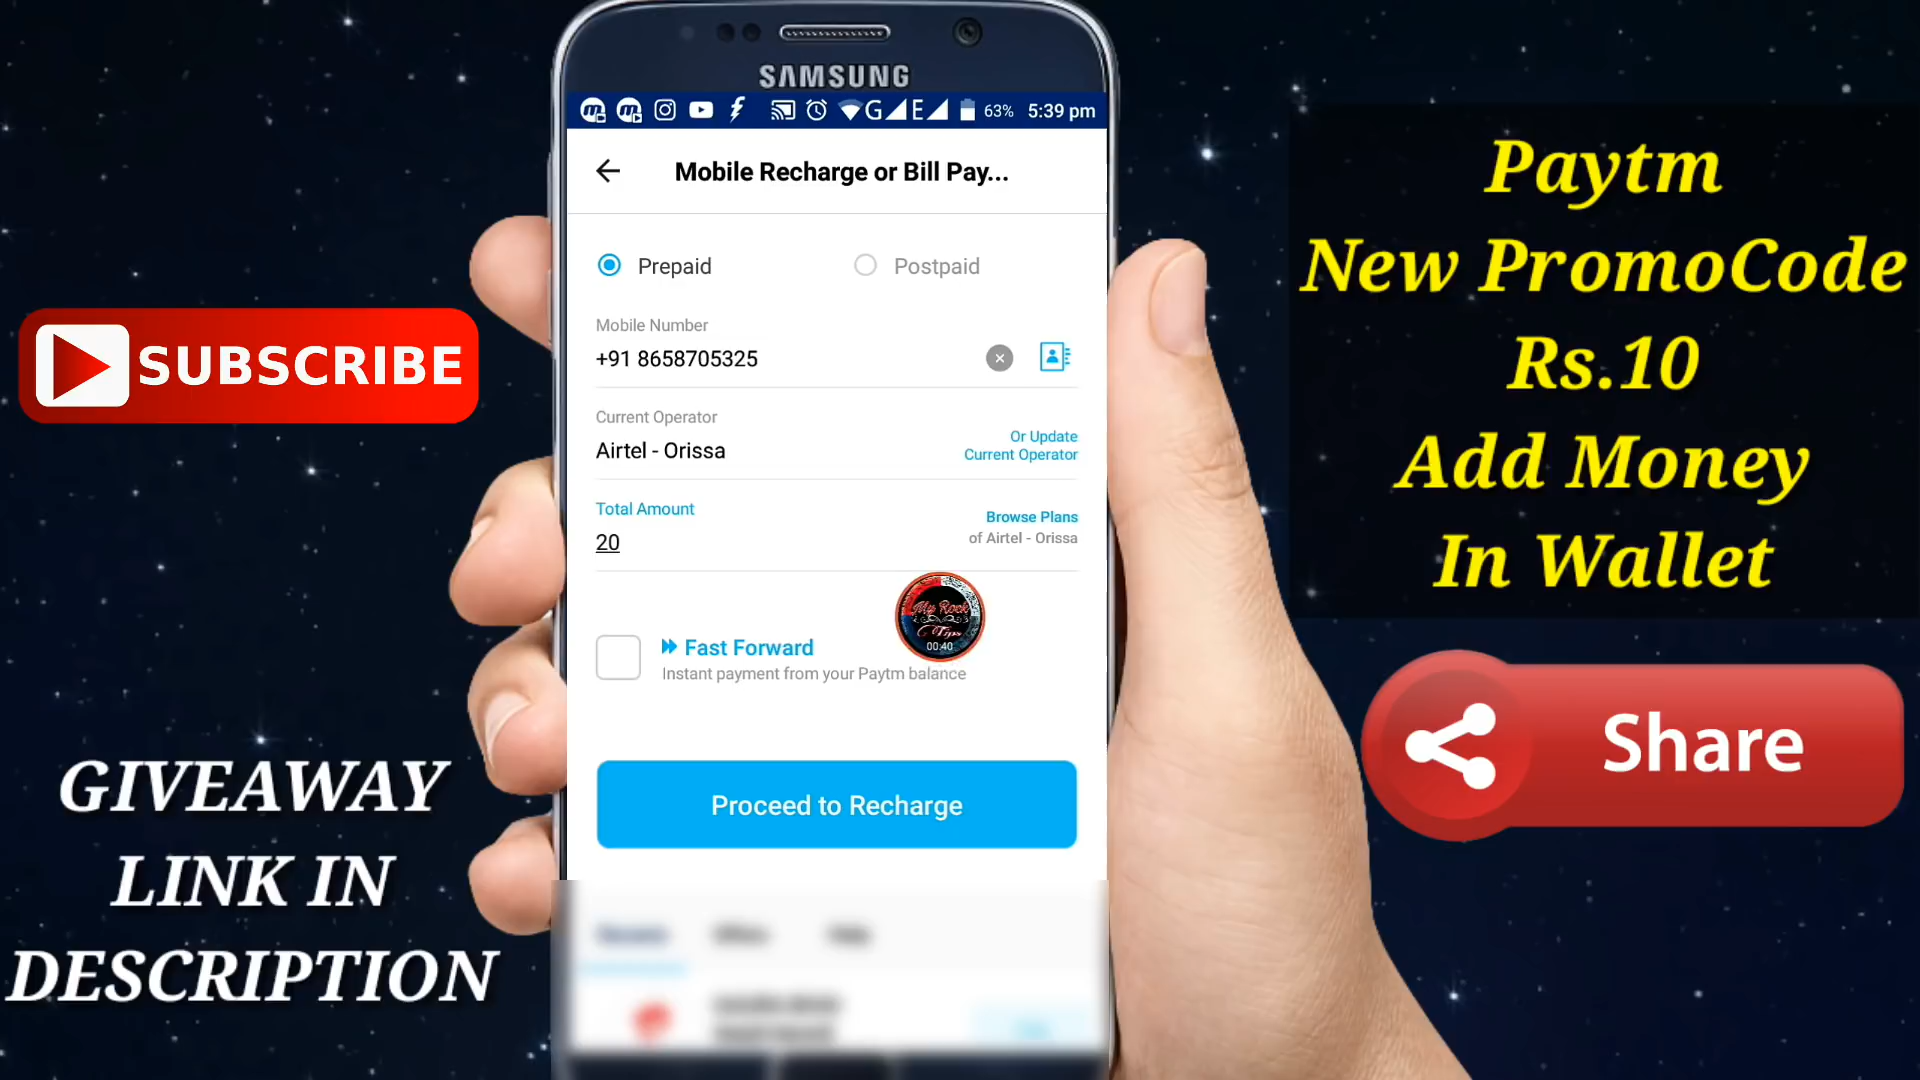 SAMSUNG
63% 5:39 pm
Mobile Recharge or Bill Pay...
Prepaid
Postpaid
Mobile Number
+91 8658705325
Current Operator
Airtel - Orissa
Or Update
Current Operator
Total Amount
20
Browse Plans
of Airtel - Orissa
My Rock
Tips
00:40
Fast Forward
Instant payment from your Paytm balance
Proceed to Recharge
SUBSCRIBE
GIVEAWAY
LINK IN
DESCRIPTION
Paytm
New PromoCode
Rs.10
Add Money
In Wallet
Share